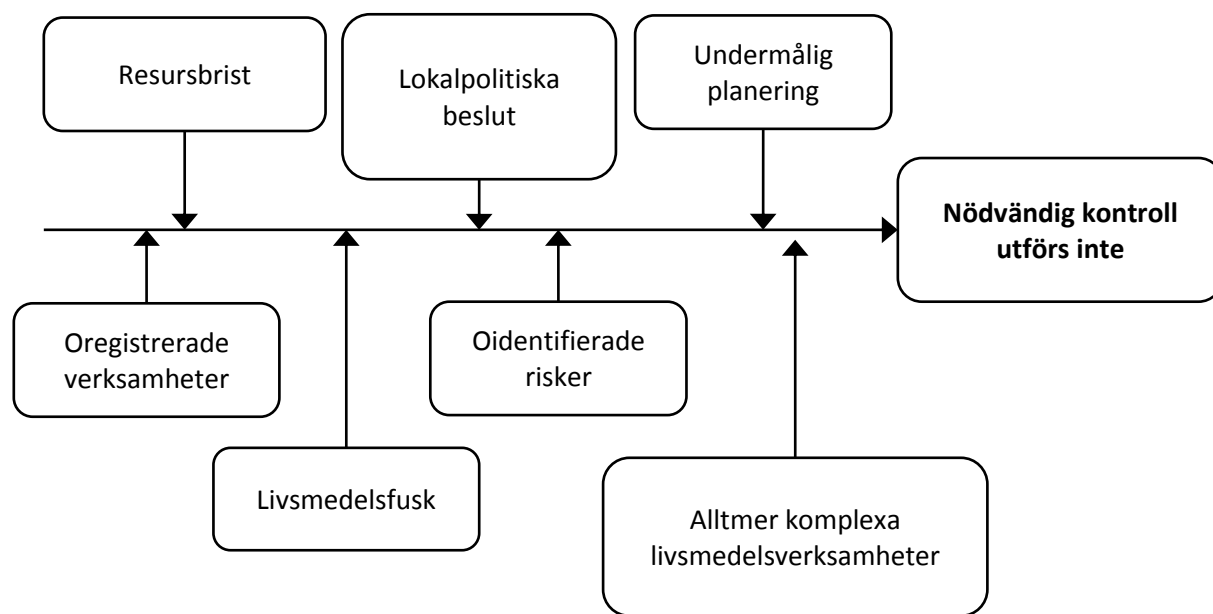 Resursbrist
Lokalpolitiska
beslut
Undermålig
planering
Nödvändig kontroll
utförs inte
Oregistrerade
verksamheter
Oidentifierade
risker
Livsmedelsfusk
Alltmer komplexa
livsmedelsverksamheter